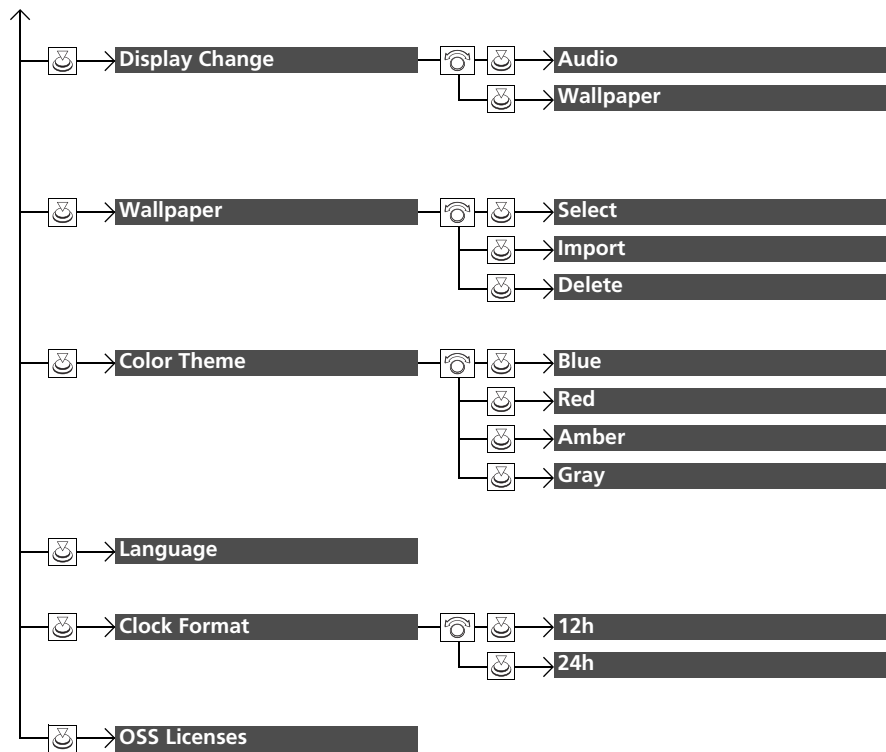 Display Change
Audio
Wallpaper
Wallpaper
Select
Import
Delete
Color Theme
Blue
Red
Amber
Gray
Language
Clock Format
12h
24h
OSS Licenses